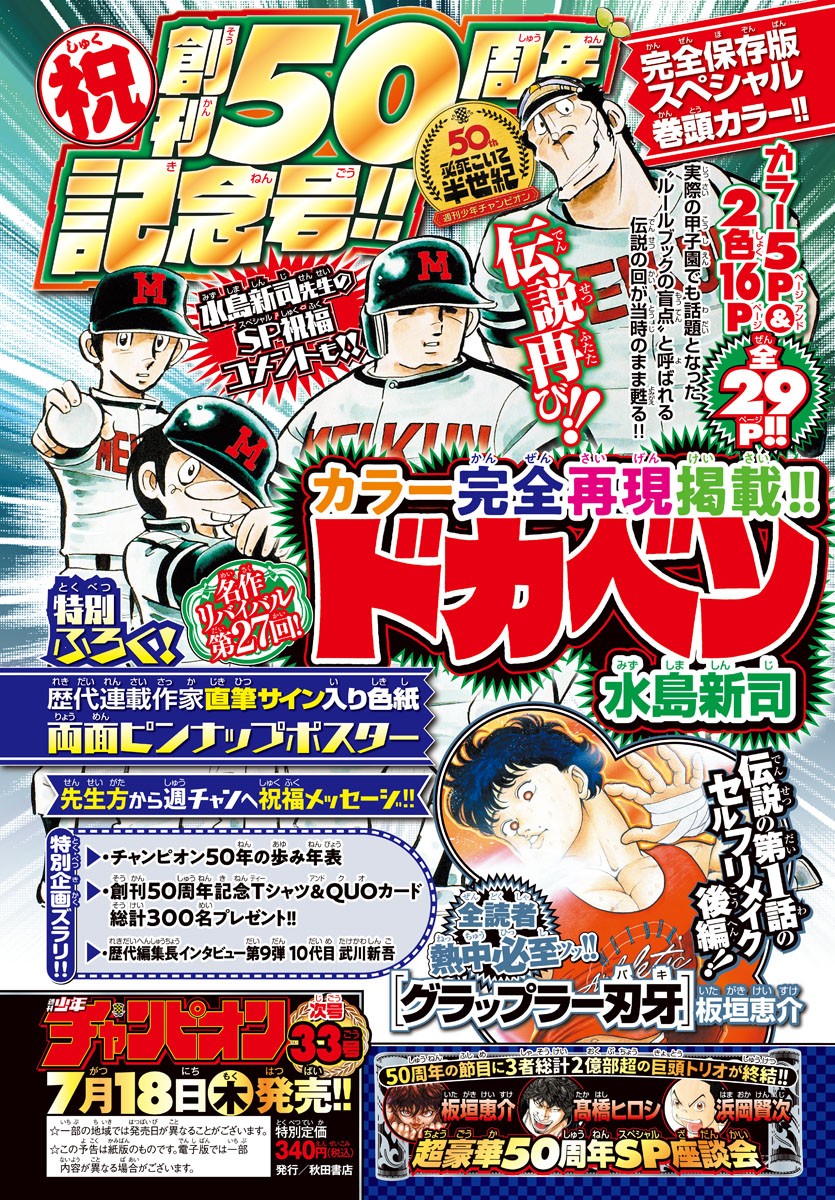 祝
創刊50周年
記念号!!
50th
必死こいて
半世紀
週刊少年チャンピオン
完全保存版
スペシャル
巻頭カラー!!
カラー5P&
2色16P
全
29
P!!
実際の甲子園でも話題となった
“ルールブックの盲点”と呼ばれる
伝説の回が当時のまま甦る!!
伝説再び!!
水島新司先生の
SP祝福
コメントも!!
カラー完全再現掲載!!
ドカベン
水島新司
名作
リバイバル
第27回!
特別
ふろく!
歴代連載作家直筆サイン入り色紙
両面ピンナップポスター
先生方から週チャンへ祝福メッセージ!!
特別企画ズラリ!!
・チャンピオン50年の歩み年表
・創刊50周年記念Tシャツ&QUOカード
総計300名プレゼント!!
・歴代編集長インタビュー第9弾 10代目 武川新吾
伝説の第1話の
セルフリメイク
後編!!
全読者
熱中必至ッッ!!
[グラップラー刃牙]
板垣恵介
週刊少年
チャンピオン
次号
33号
7月18日木発売!!
☆一部の地域では発売日が異なることがございます。
☆この予告は紙版のものです。電子版では一部
内容が異なる場合がございます。
特別定価
340円(税込)
発行/秋田書店
50周年の節目に3者総計2億部超の巨頭トリオが終結!!
板垣恵介
髙橋ヒロシ
浜岡賢次
超豪華50周年SP座談会